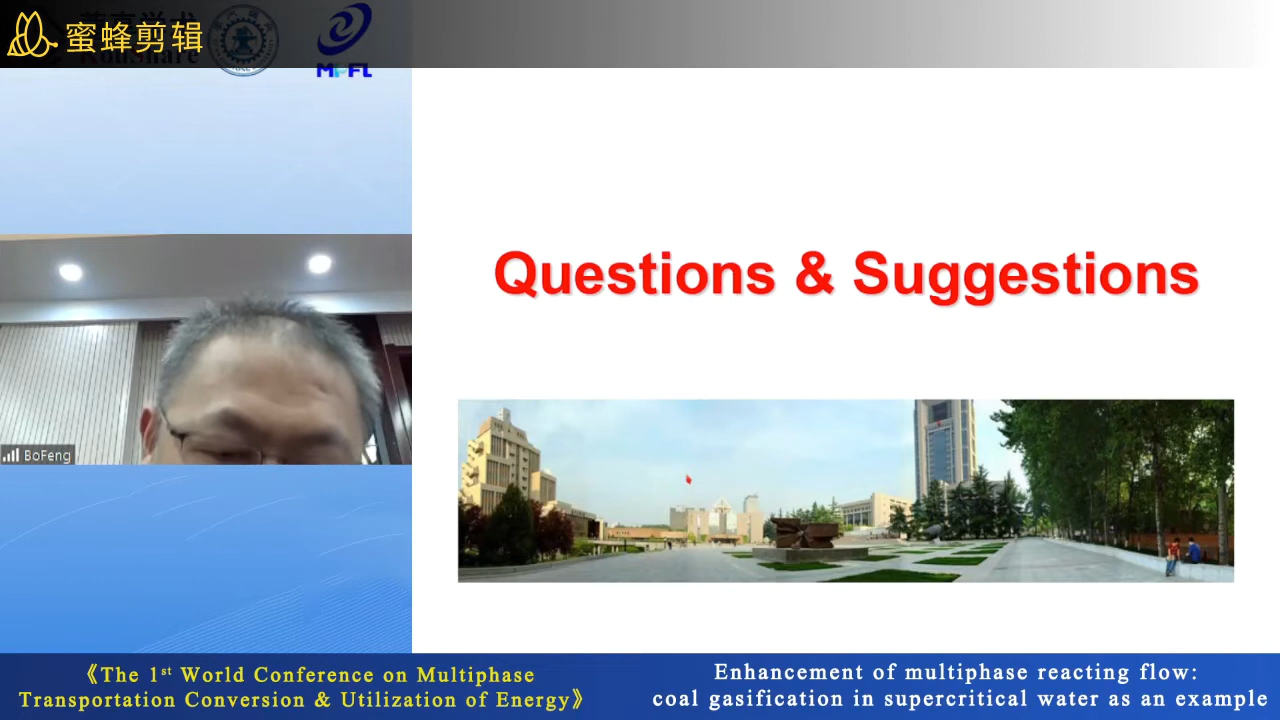 蜜蜂剪辑
KouShare
MPFL
Questions & Suggestions
BoFeng
《The 1st World Conference on Multiphase
Transportation Conversion & Utilization of Energy》
Enhancement of multiphase reacting flow:
coal gasification in supercritical water as an example